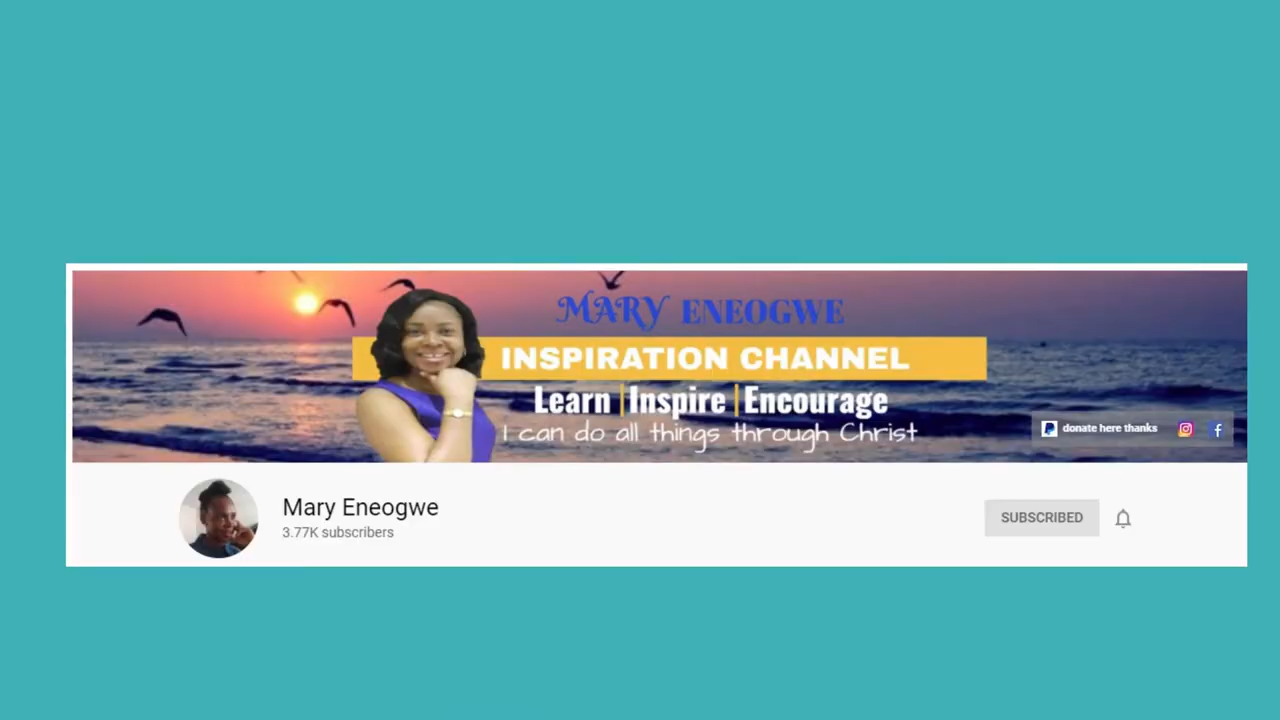 MARY ENEOGWE
INSPIRATION CHANNEL
Learn | Inspire | Encourage
I can do all things through Christ
donate here thanks
Mary Eneogwe
3.77K subscribers
SUBSCRIBED